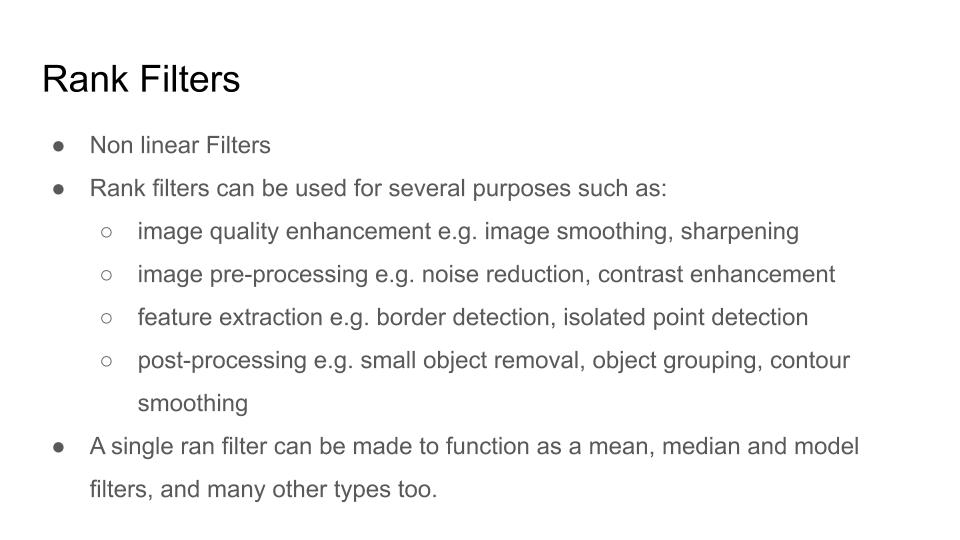 Rank Filters
● Non linear Filters
● Rank filters can be used for several purposes such as:
○ image quality enhancement e.g. image smoothing, sharpening
○ image pre-processing e.g. noise reduction, contrast enhancement
○ feature extraction e.g. border detection, isolated point detection
○ post-processing e.g. small object removal, object grouping, contour
smoothing
● A single ran filter can be made to function as a mean, median and model
filters, and many other types too.